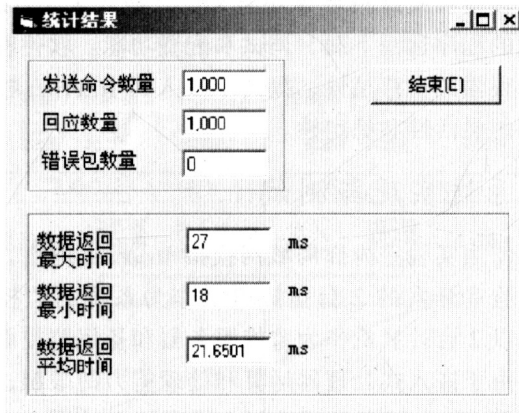 统计结果
发送命令数量 1,000
结束(E)
回应数量 1,000
错误包数量 0
数据返回
最大时间 27 ms
数据返回
最小时间 18 ms
数据返回
平均时间 21.6501 ms